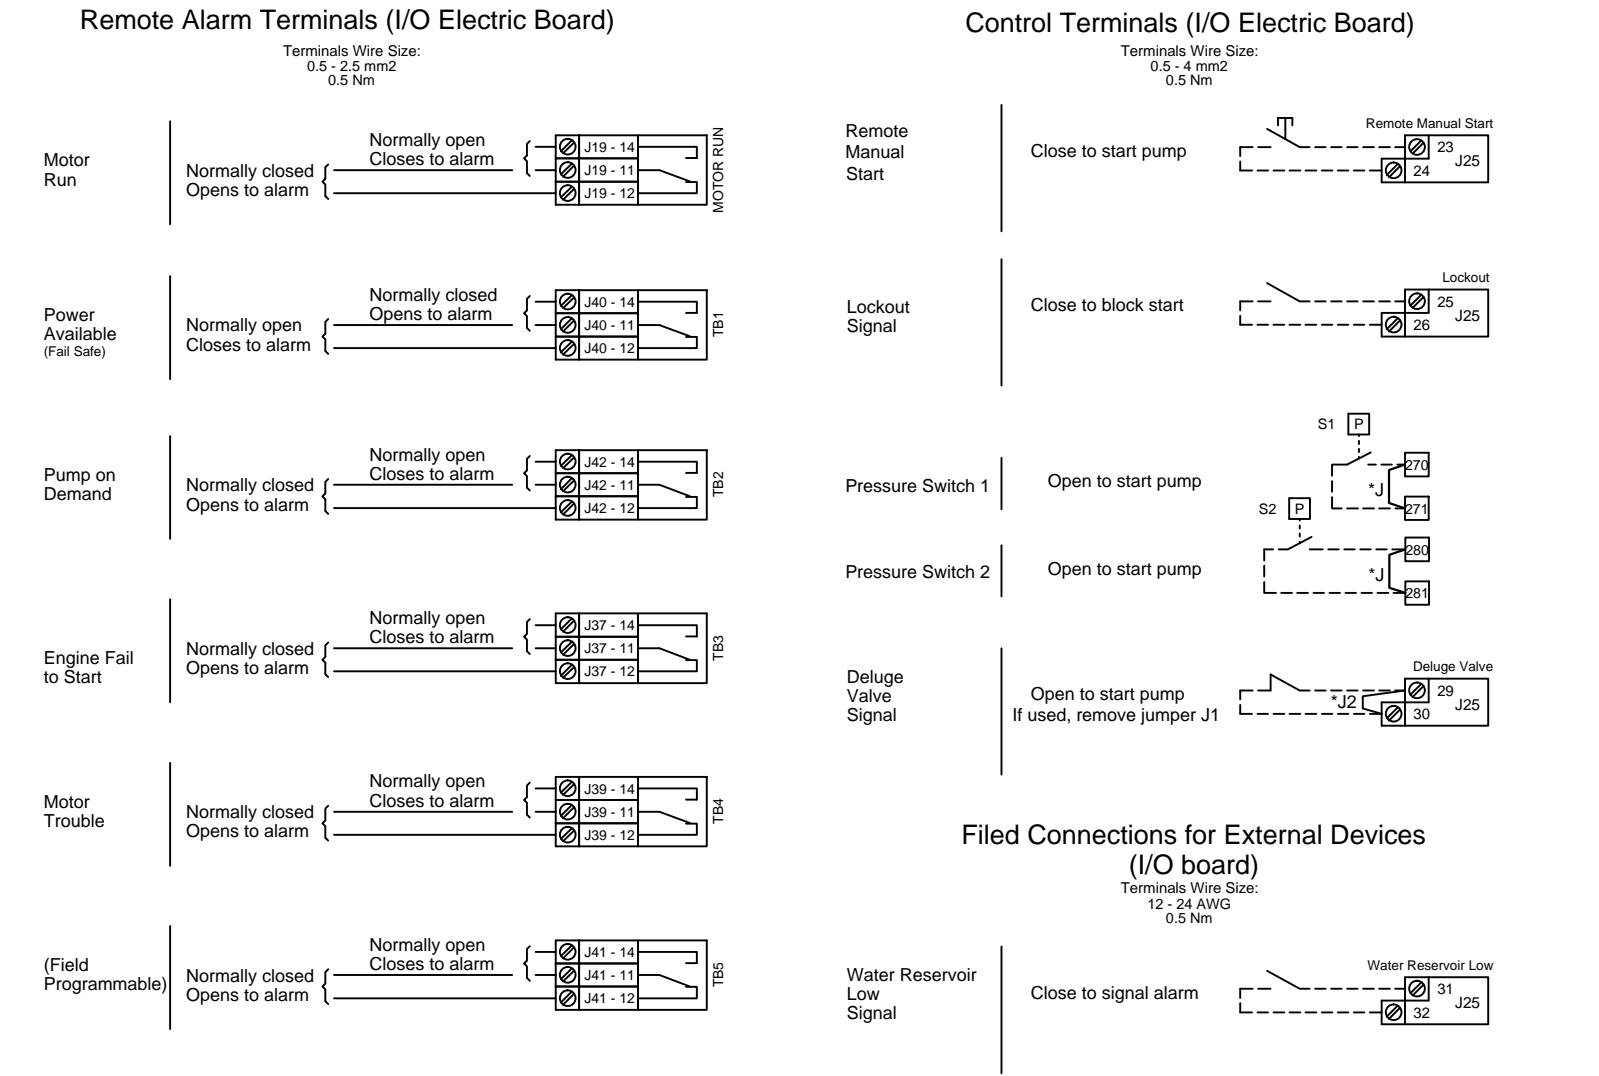 Remote Alarm Terminals (I/O Electric Board)
Terminals Wire Size:
0.5 - 2.5 mm2
0.5 Nm
Motor
Run
Normally closed
Opens to alarm
Normally open
Closes to alarm
J19 - 14
J19 - 11
J19 - 12
MOTOR RUN
Power
Available
(Fail Safe)
Normally open
Closes to alarm
Normally closed
Opens to alarm
J40 - 14
J40 - 11
J40 - 12
TB1
Pump on
Demand
Normally closed
Opens to alarm
Normally open
Closes to alarm
J42 - 14
J42 - 11
J42 - 12
TB2
Engine Fail
to Start
Normally closed
Opens to alarm
Normally open
Closes to alarm
J37 - 14
J37 - 11
J37 - 12
TB3
Motor
Trouble
Normally closed
Opens to alarm
Normally open
Closes to alarm
J39 - 14
J39 - 11
J39 - 12
TB4
(Field
Programmable)
Normally closed
Opens to alarm
Normally open
Closes to alarm
J41 - 14
J41 - 11
J41 - 12
TB5
Control Terminals (I/O Electric Board)
Terminals Wire Size:
0.5 - 4 mm2
0.5 Nm
Remote
Manual
Start
Close to start pump
Remote Manual Start
23
J25
24
Lockout
Signal
Close to block start
Lockout
25
J25
26
Pressure Switch 1
Open to start pump
S1 P
270
*J
271
Pressure Switch 2
Open to start pump
S2 P
280
*J
281
Deluge
Valve
Signal
Open to start pump
If used, remove jumper J1
Deluge Valve
*J2
29
J25
30
Filed Connections for External Devices
(I/O board)
Terminals Wire Size:
12 - 24 AWG
0.5 Nm
Water Reservoir
Low
Signal
Close to signal alarm
Water Reservoir Low
31
J25
32